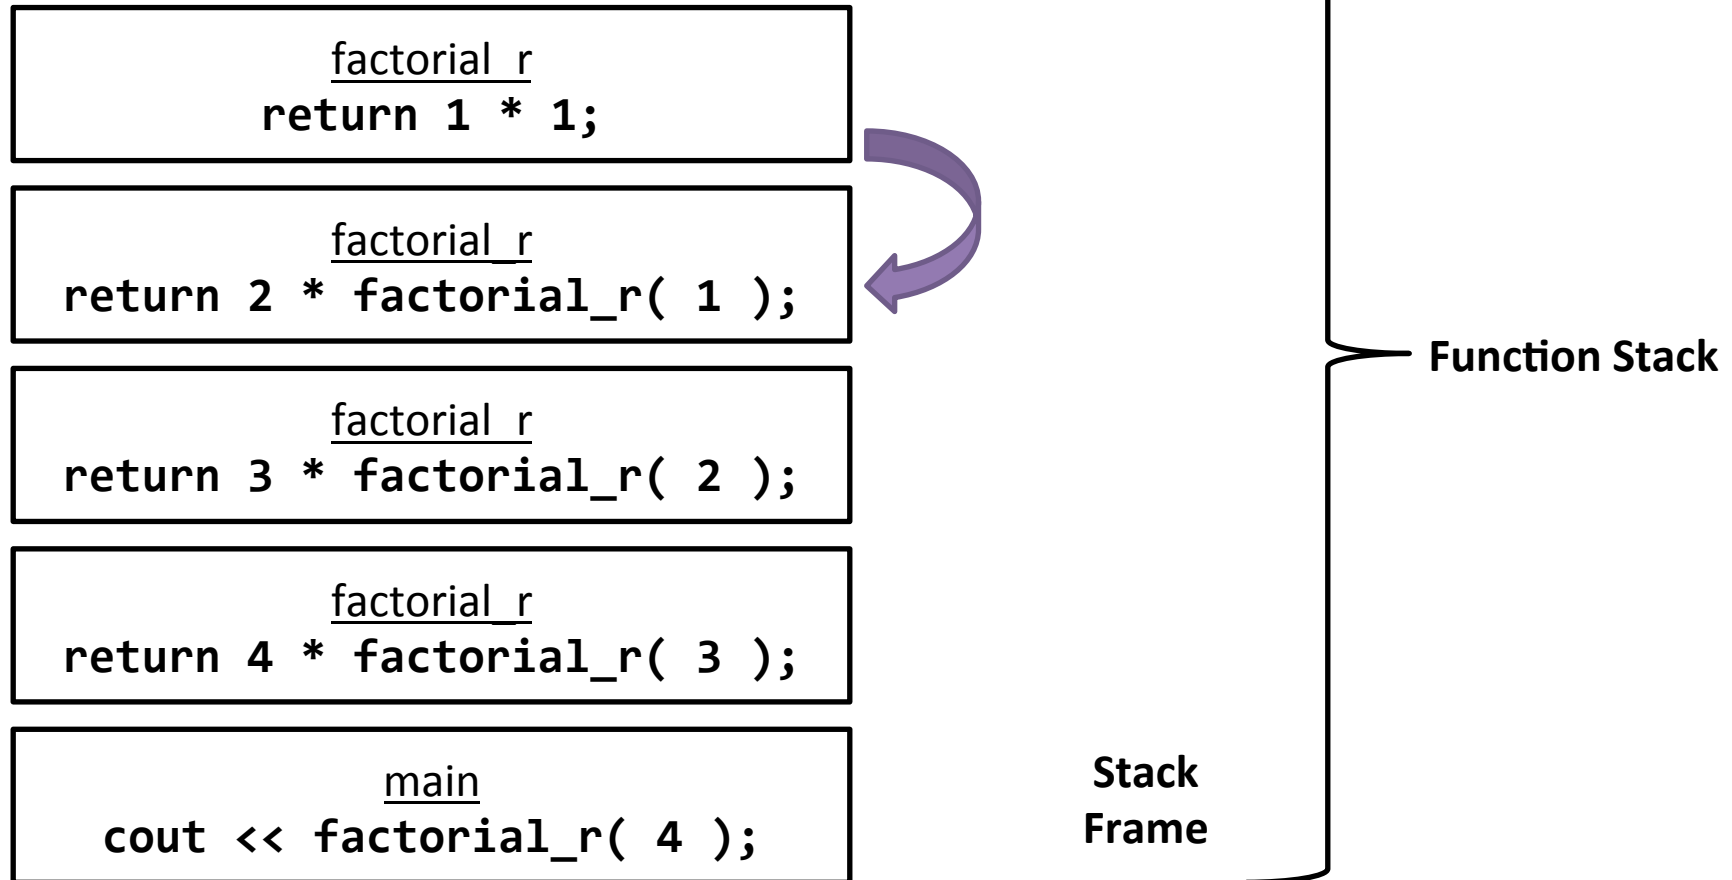 factorial_r
return 1 * 1;
factorial_r
return 2 * factorial_r( 1 );
factorial_r
return 3 * factorial_r( 2 );
factorial_r
return 4 * factorial_r( 3 );
main
cout << factorial_r( 4 );
Function Stack
Stack
Frame